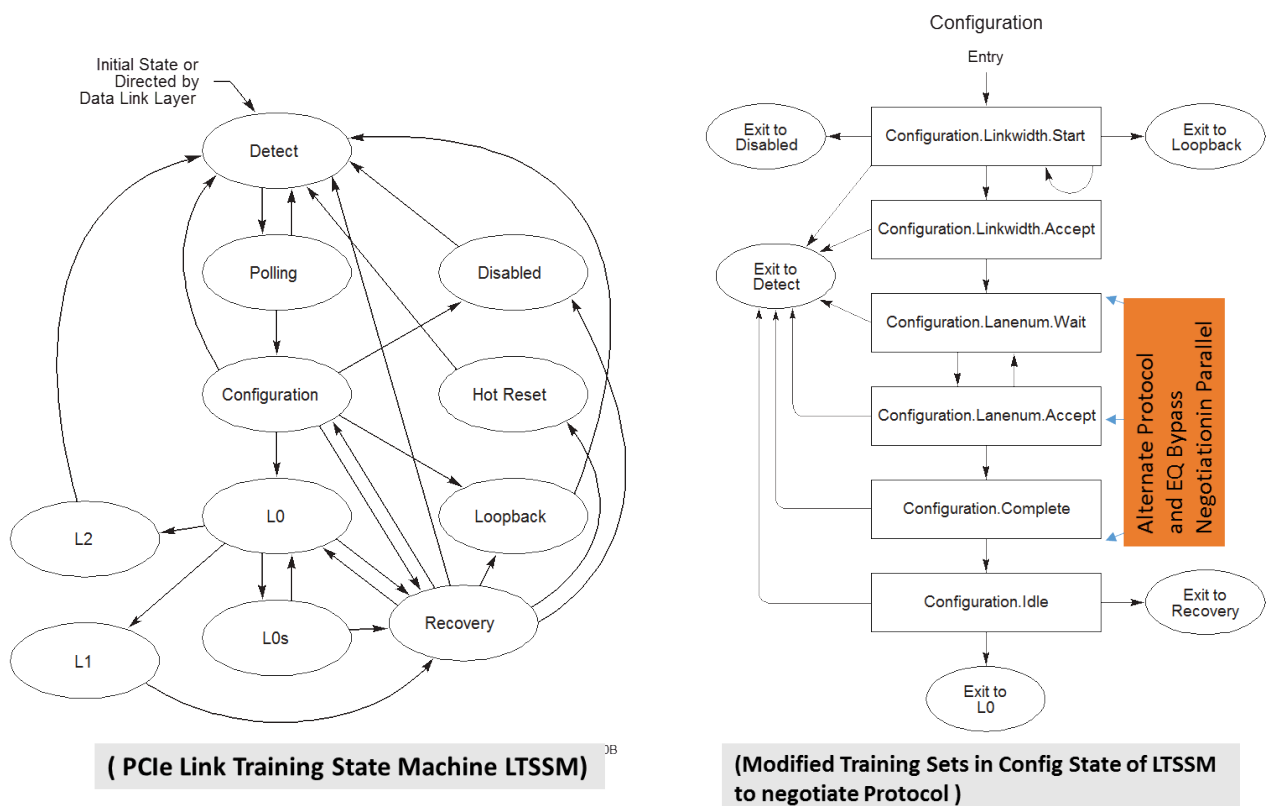 Initial State or
Directed by
Data Link Layer
Detect
Polling
Disabled
Configuration
Hot Reset
L0
Loopback
L2
L0s
Recovery
L1
0B
( PCIe Link Training State Machine LTSSM)
Configuration
Entry
Exit to
Disabled
Configuration.Linkwidth.Start
Exit to
Loopback
Configuration.Linkwidth.Accept
Exit to
Detect
Configuration.Lanenum.Wait
Configuration.Lanenum.Accept
Configuration.Complete
Alternate Protocol
and EQ Bypass
Negotiationin Parallel
Configuration.Idle
Exit to
Recovery
Exit to
L0
(Modified Training Sets in Config State of LTSSM
to negotiate Protocol )